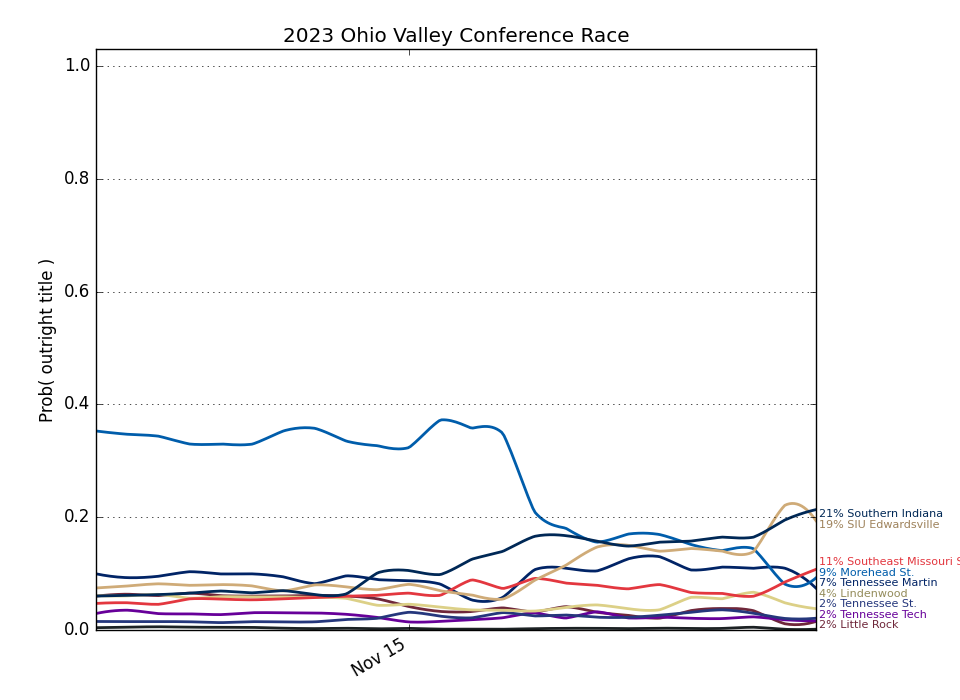 2023 Ohio Valley Conference Race
Prob( outright title )
1.0
0.8
0.6
0.4
0.2
0.0
Nov 15
21% Southern Indiana
19% SIU Edwardsville
11% Southeast Missouri S
9% Morehead St.
7% Tennessee Martin
4% Lindenwood
2% Tennessee St.
2% Tennessee Tech
2% Little Rock